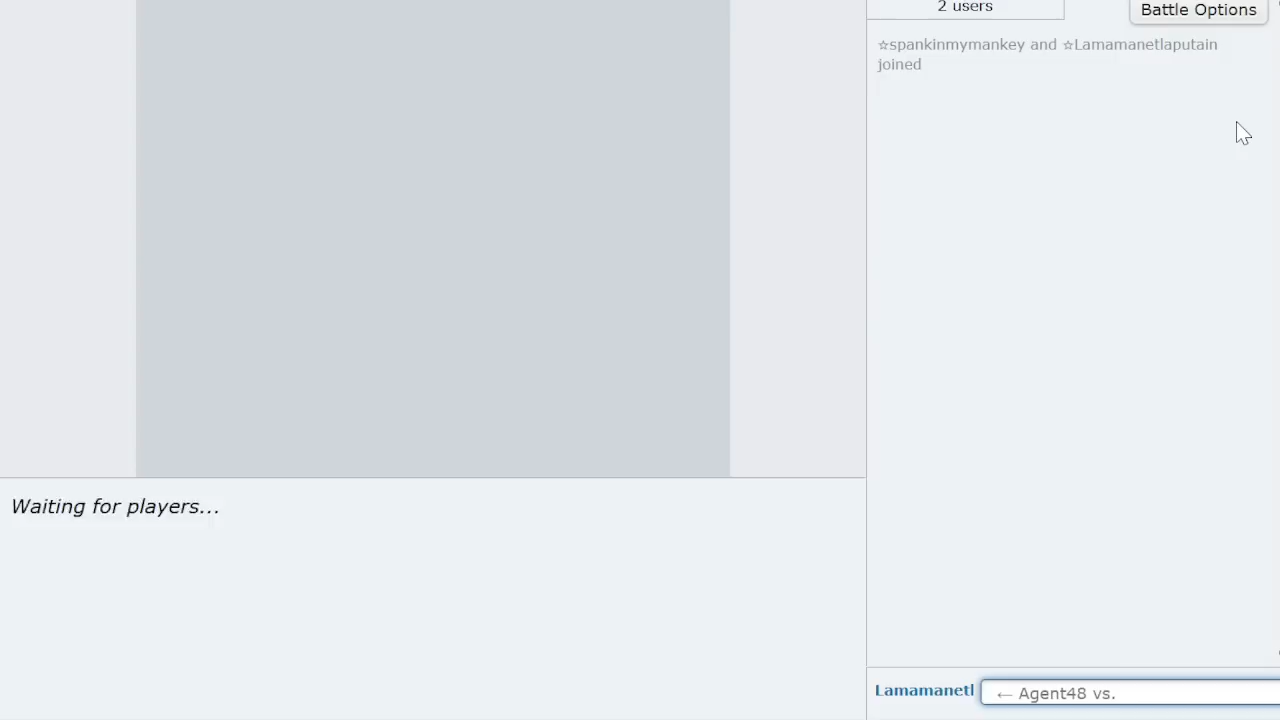 2 users
Battle Options
☆spankinmymankey and ☆Lamamanetlaputain
joined
Waiting for players...
Lamamanetl
← Agent48 vs.